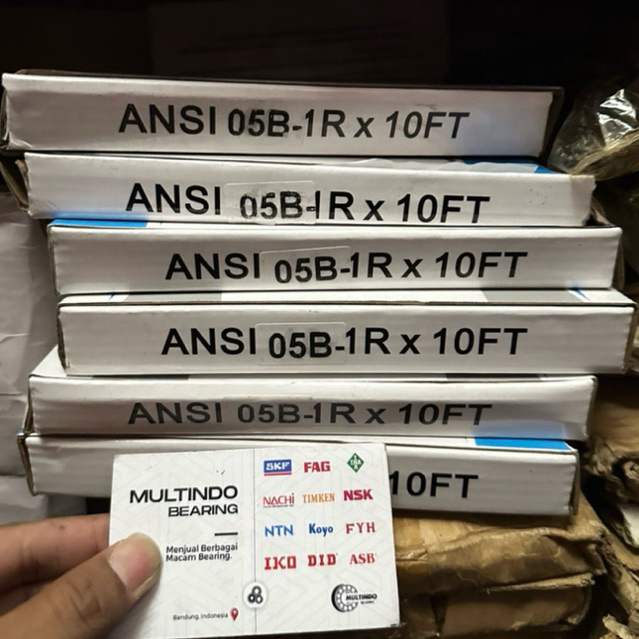 ANSI 05B-1R x 10FT
ANSI 05B-1R x 10FT
ANSI 05B-1R x 10FT
ANSI 05B-1R x 10FT
ANSI 05B-1R x 10FT
10FT
MULTINDO
BEARING
Menjual Berbagai
Macam Bearing.
Bandung, Indonesia
SKF FAG INA
NACHI TIMKEN NSK
NTN Koyo FYH
IKO DID ASB
MULTINDO
BEARING